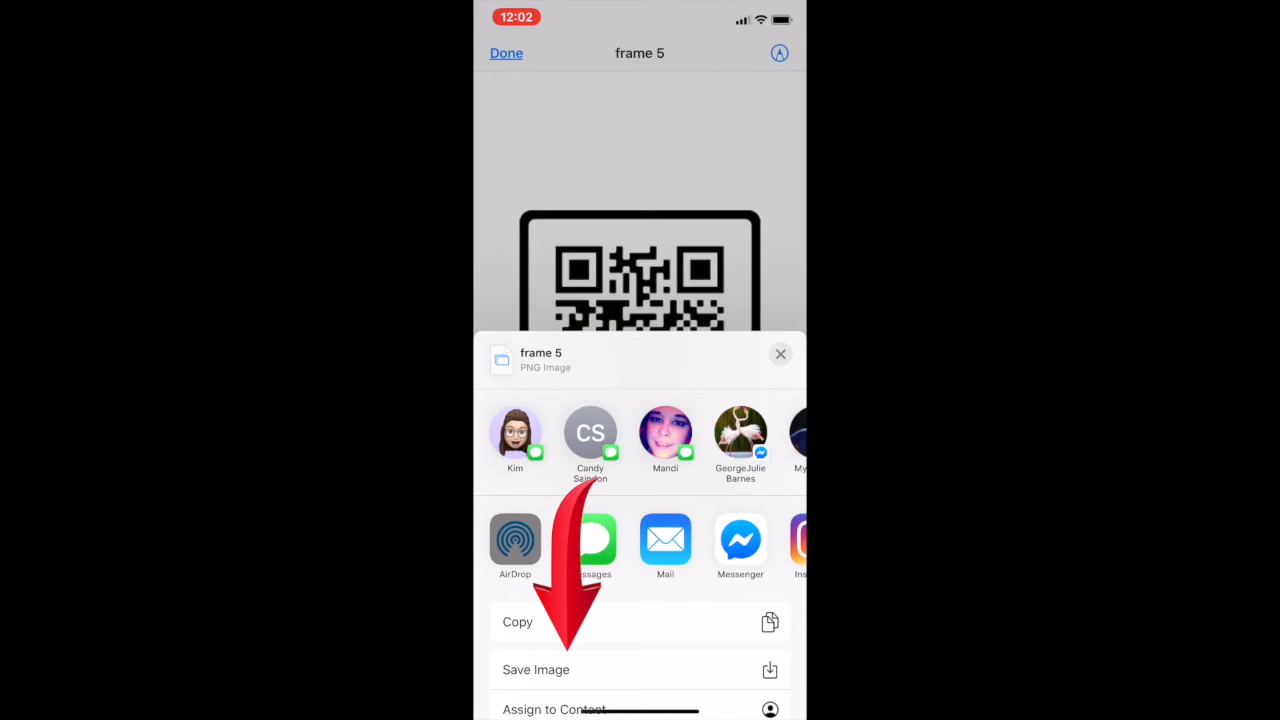 12:02
Done
frame 5
frame 5
PNG Image
CS
Kim
Candy
Saindon
Mandi
GeorgeJulie
Barnes
My
AirDrop
Mail
Messenger
Ins
Copy
Save Image
Assign to Contact